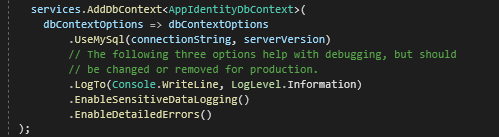 services.AddDbContext<AppIdentityDbContext>(
dbContextOptions => dbContextOptions
.UseMySql(connectionString, serverVersion)
// The following three options help with debugging, but should
// be changed or removed for production.
.LogTo(Console.WriteLine, LogLevel.Information)
.EnableSensitiveDataLogging()
.EnableDetailedErrors()
);